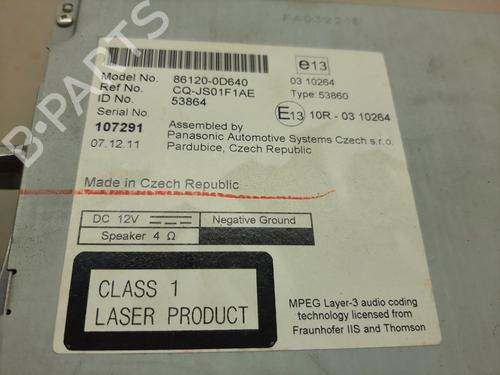 FA032248
Model No. 86120-0D640
Ref No. CQ-JS01F1AE
ID No. 53864
Serial No.
107291
07.12.11
Assembled by
Panasonic Automotive Systems Czech s.r.o.
Pardubice, Czech Republic
e13
03 10264
Type: 53860
E13 10R - 03 10264
Made in Czech Republic
DC 12V
Negative Ground
Speaker 4 Ω
CLASS 1
LASER PRODUCT
MPEG Layer-3 audio coding
technology licensed from
Fraunhofer IIS and Thomson
B-PARTS